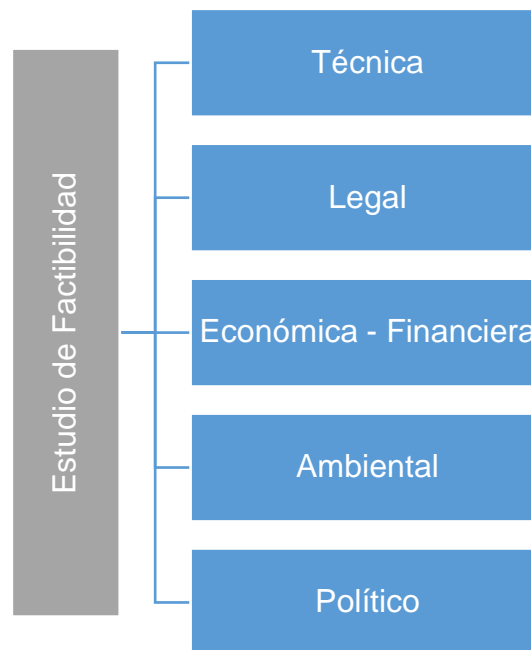 Estudio de Factibilidad
Técnica
Legal
Económica - Financiera
Ambiental
Político